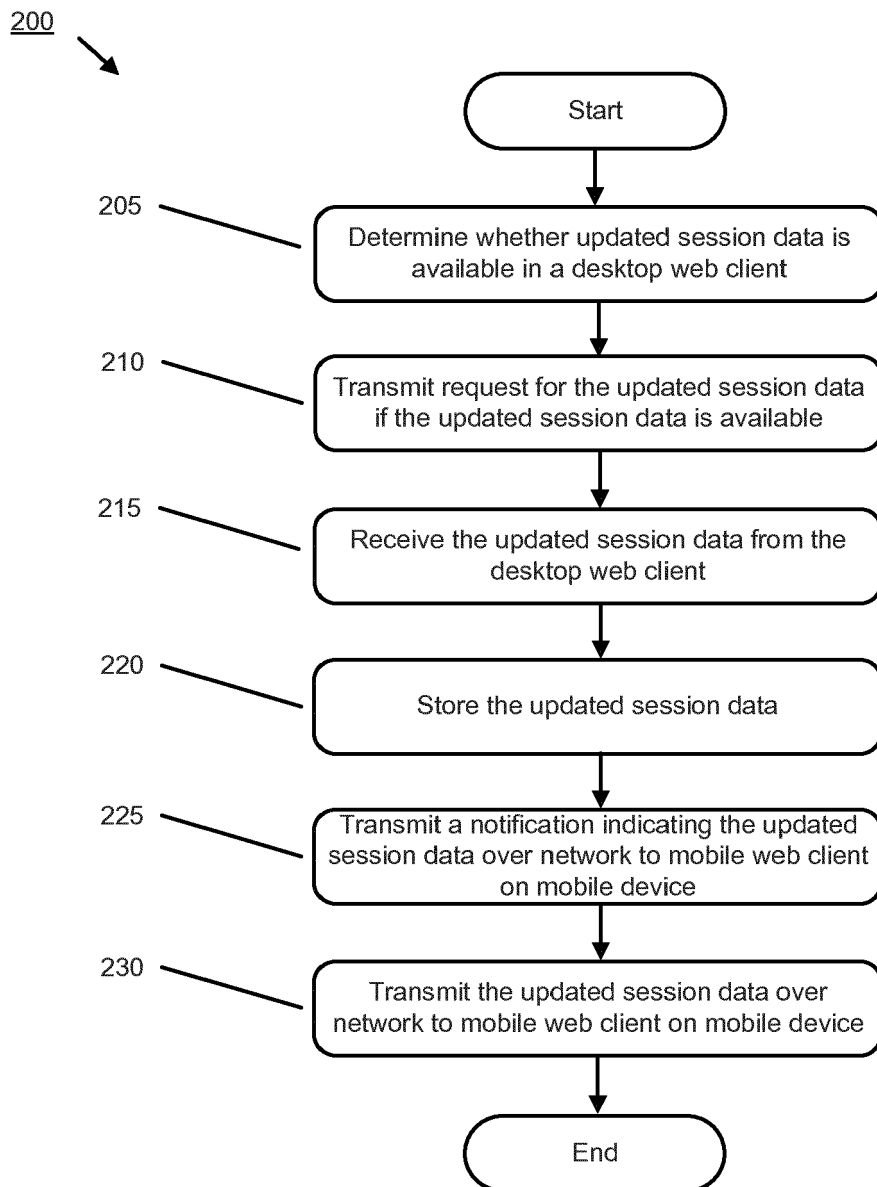 200
Start
205
Determine whether updated session data is
available in a desktop web client
210
Transmit request for the updated session data
if the updated session data is available
215
Receive the updated session data from the
desktop web client
220
Store the updated session data
225
Transmit a notification indicating the updated
session data over network to mobile web client
on mobile device
230
Transmit the updated session data over
network to mobile web client on mobile device
End